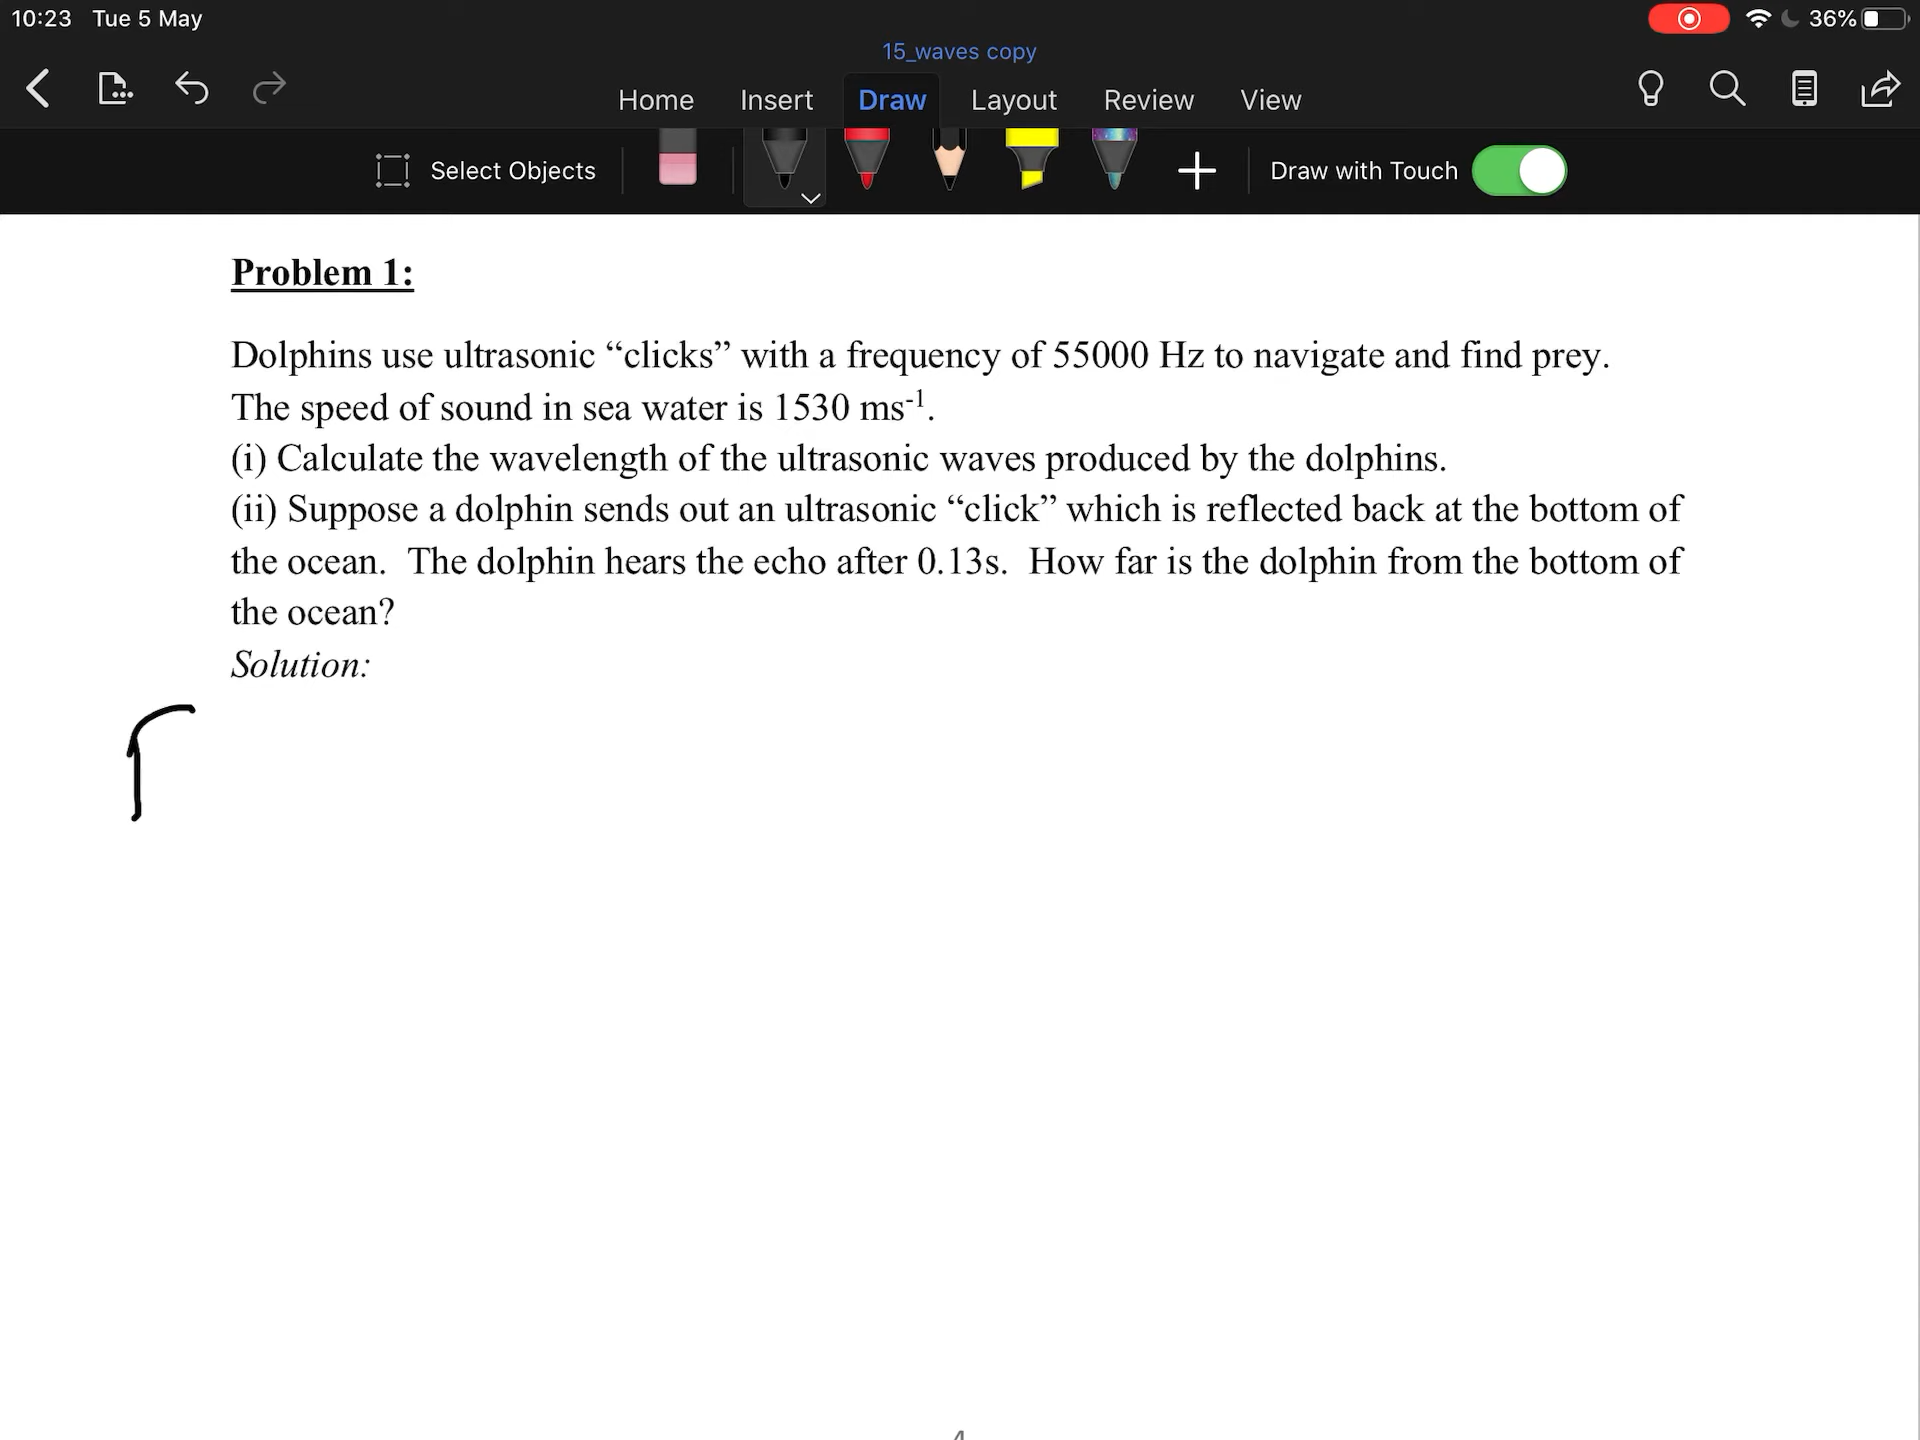 10:23 Tue 5 May 36%
15_waves copy
Home Insert Draw Layout Review View
Select Objects Draw with Touch
Problem 1:
Dolphins use ultrasonic “clicks” with a frequency of 55000 Hz to navigate and find prey.
The speed of sound in sea water is 1530 ms⁻¹.
(i) Calculate the wavelength of the ultrasonic waves produced by the dolphins.
(ii) Suppose a dolphin sends out an ultrasonic “click” which is reflected back at the bottom of
the ocean.  The dolphin hears the echo after 0.13s.  How far is the dolphin from the bottom of
the ocean?
Solution: